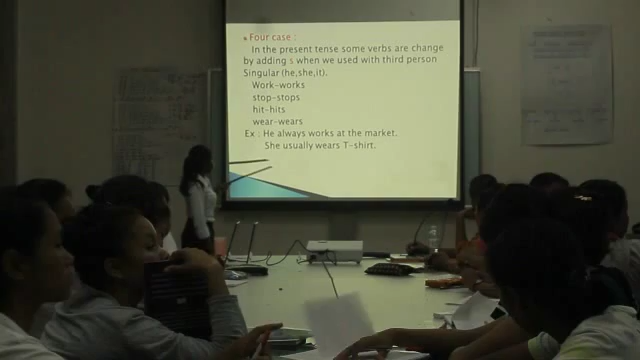 Four case :
In the present tense some verbs are change
by adding s when we used with third person
Singular (he,she,it).
Work-works
stop-stops
hit-hits
wear-wears
Ex : He always works at the market.
She usually wears T-shirt.